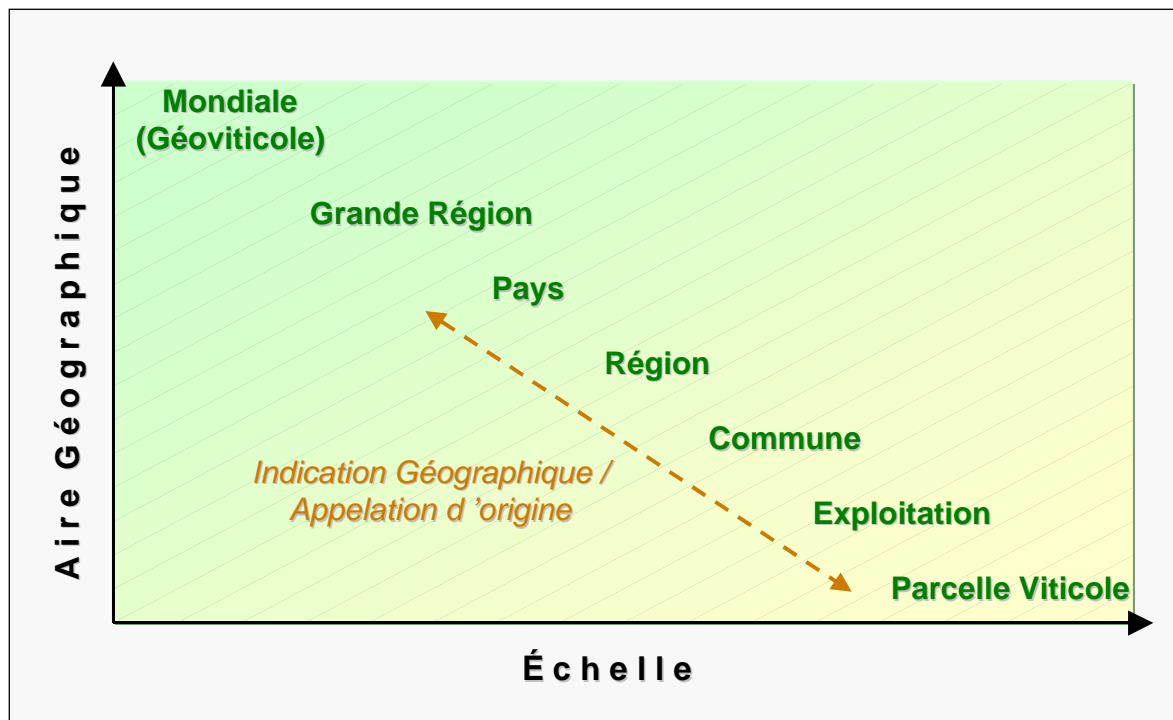 Mondiale
(Géoviticole)
Grande Région
Pays
Région
Commune
Indication Géographique /
Appelation d ’origine
Exploitation
Parcelle Viticole
Aire Géographique
Échelle